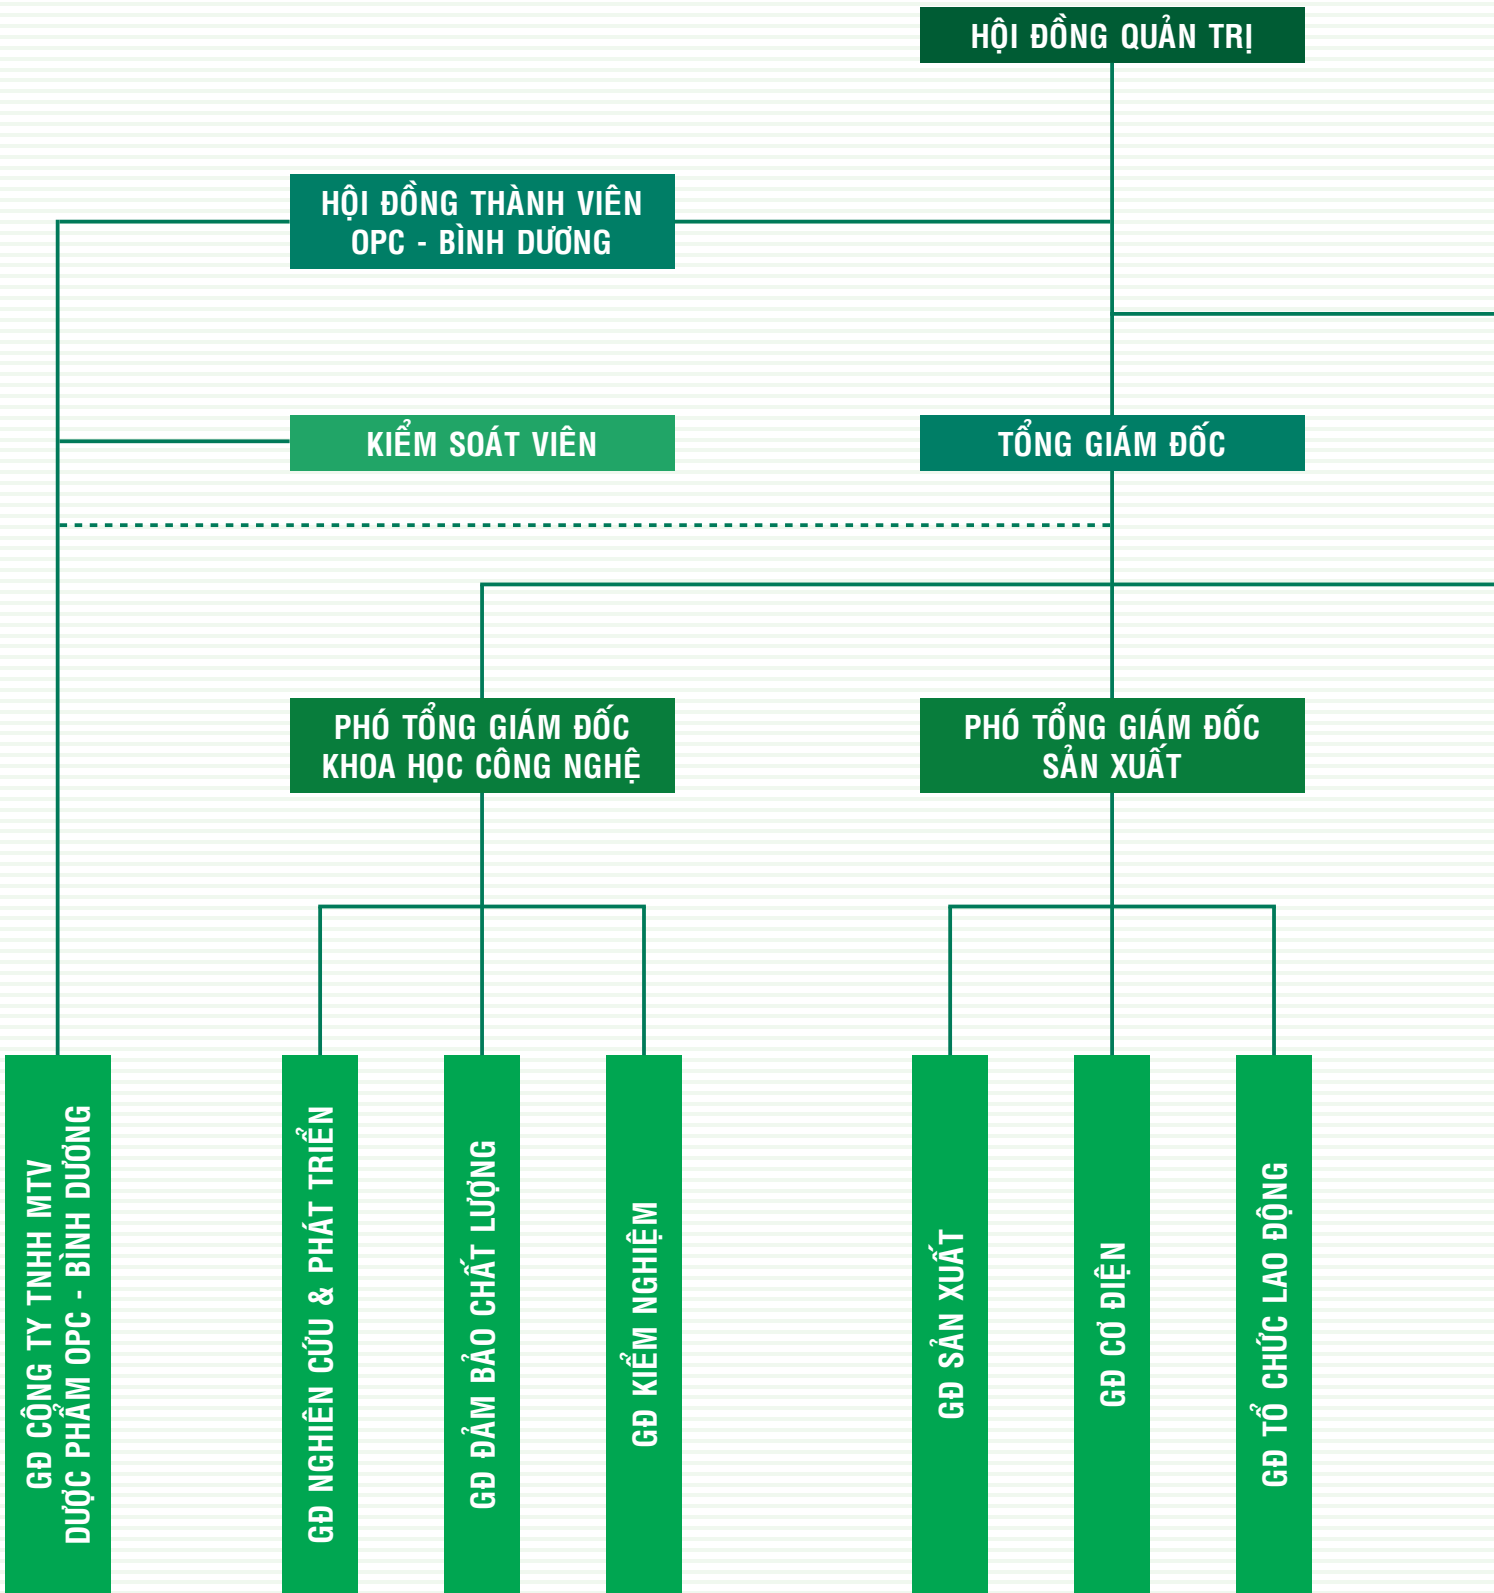 HỘI ĐỒNG QUẢN TRỊ
HỘI ĐỒNG THÀNH VIÊN
OPC - BÌNH DƯƠNG
KIỂM SOÁT VIÊN
TỔNG GIÁM ĐỐC
PHÓ TỔNG GIÁM ĐỐC
KHOA HỌC CÔNG NGHỆ
PHÓ TỔNG GIÁM ĐỐC
SẢN XUẤT
GĐ CÔNG TY TNHH MTV
DƯỢC PHẨM OPC - BÌNH DƯƠNG
GĐ NGHIÊN CỨU & PHÁT TRIỂN
GĐ ĐẢM BẢO CHẤT LƯỢNG
GĐ KIỂM NGHIỆM
GĐ SẢN XUẤT
GĐ CƠ ĐIỆN
GĐ TỔ CHỨC LAO ĐỘNG